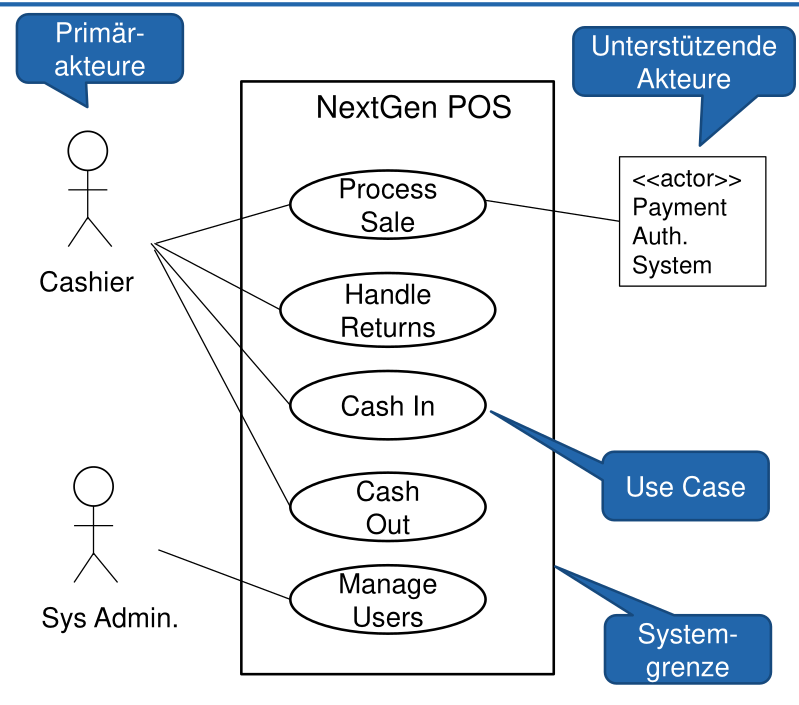 Primär-
akteure
Unterstützende
Akteure
NextGen POS
Process
Sale
<<actor>>
Payment
Auth.
System
Cashier
Handle
Returns
Cash In
Use Case
Cash
Out
Manage
Users
Sys Admin.
System-
grenze